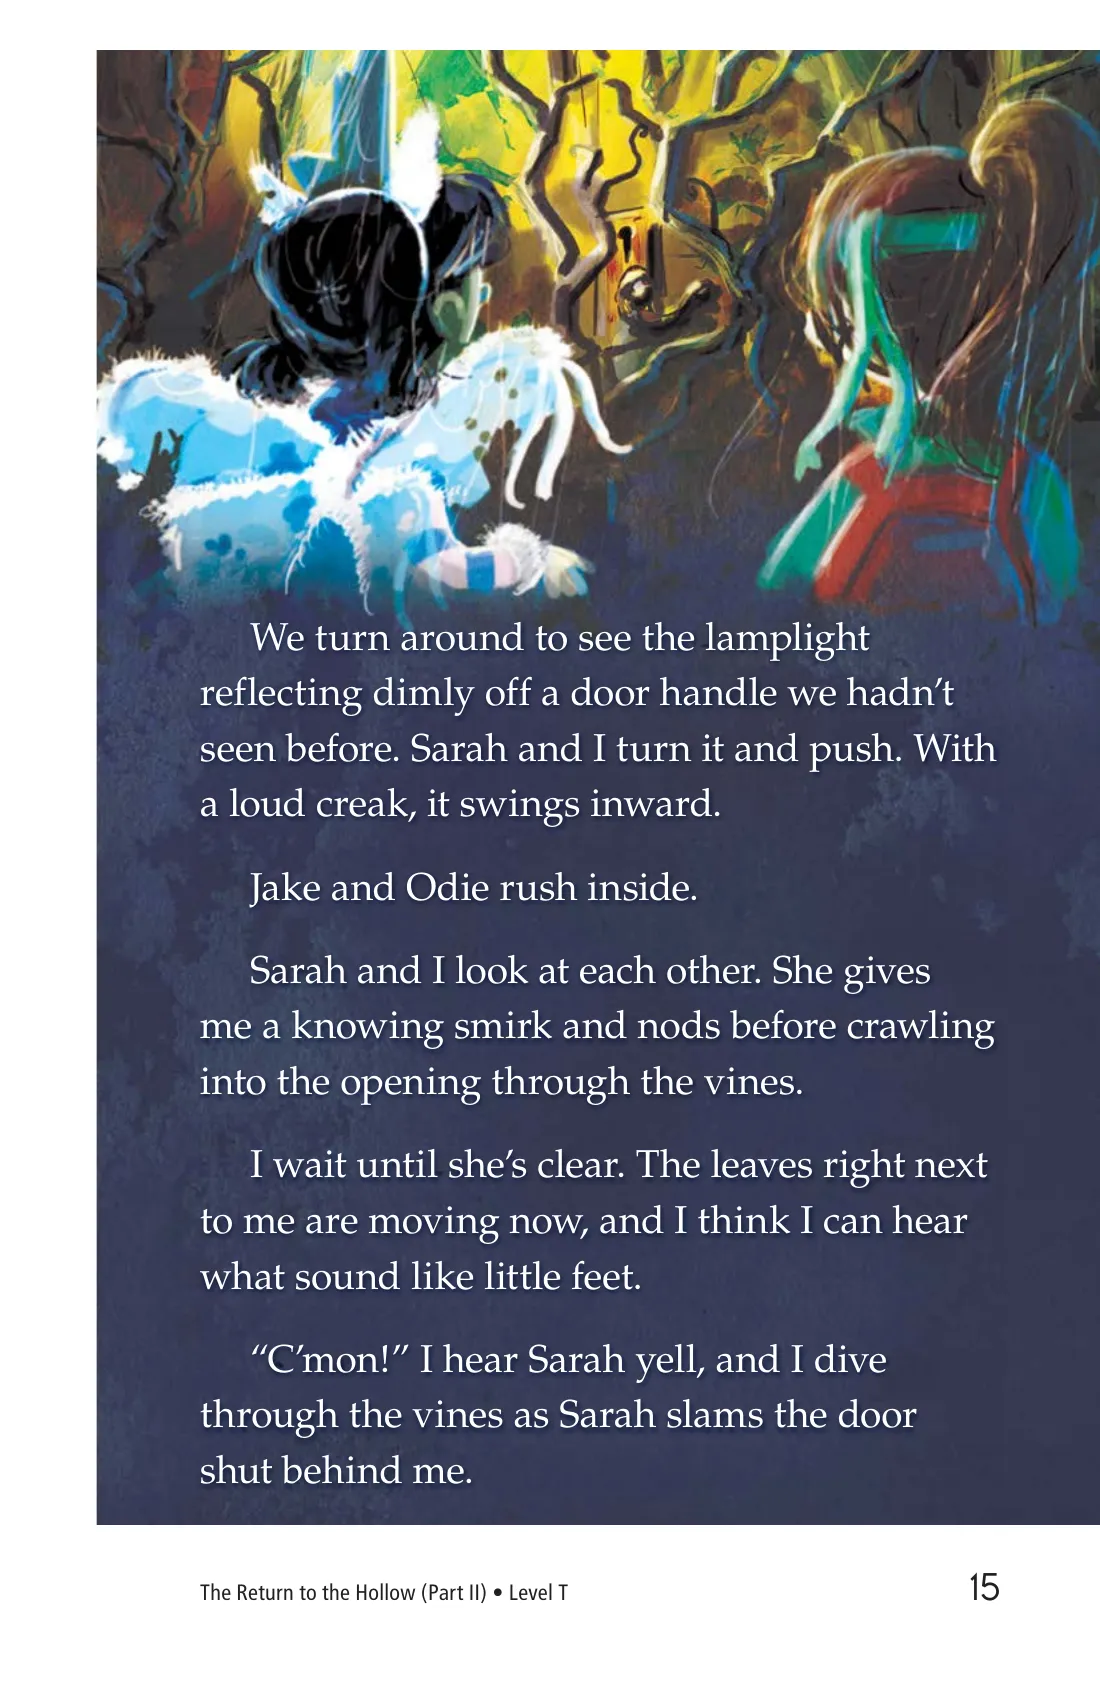 We turn around to see the lamplight
reflecting dimly off a door handle we hadn’t
seen before. Sarah and I turn it and push. With
a loud creak, it swings inward.
Jake and Odie rush inside.
Sarah and I look at each other. She gives
me a knowing smirk and nods before crawling
into the opening through the vines.
I wait until she’s clear. The leaves right next
to me are moving now, and I think I can hear
what sound like little feet.
“C’mon!” I hear Sarah yell, and I dive
through the vines as Sarah slams the door
shut behind me.
The Return to the Hollow (Part II) • Level T
15